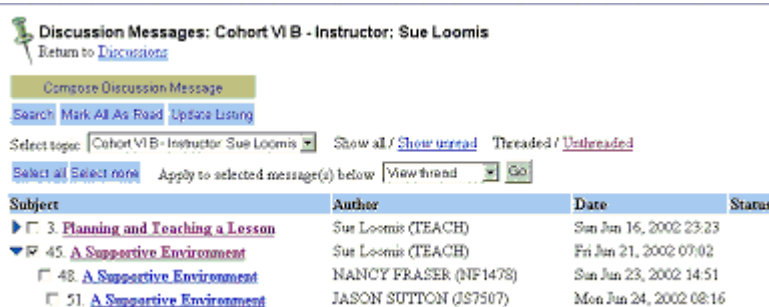 Discussion Messages: Cohort VI B - Instructor: Sue Loomis
Return to Discussions
Compose Discussion Message
Search Mark All As Read Update Listing
Select topic Cohort VI B - Instructor Sue Loomis Show all / Show unread Threaded / Unthreaded
Select all Select none Apply to selected message(s) below View thread Go
Subject Author Date Status
3. Planning and Teaching a Lesson Sue Loomis (TEACH) Sun Jun 16, 2002 23:23
45. A Supportive Environment Sue Loomis (TEACH) Fri Jun 21, 2002 07:02
48. A Supportive Environment NANCY FRASER (NF1478) Sun Jun 23, 2002 14:51
51. A Supportive Environment JASON SUTTON (JS7507) Mon Jun 24, 2002 08:16